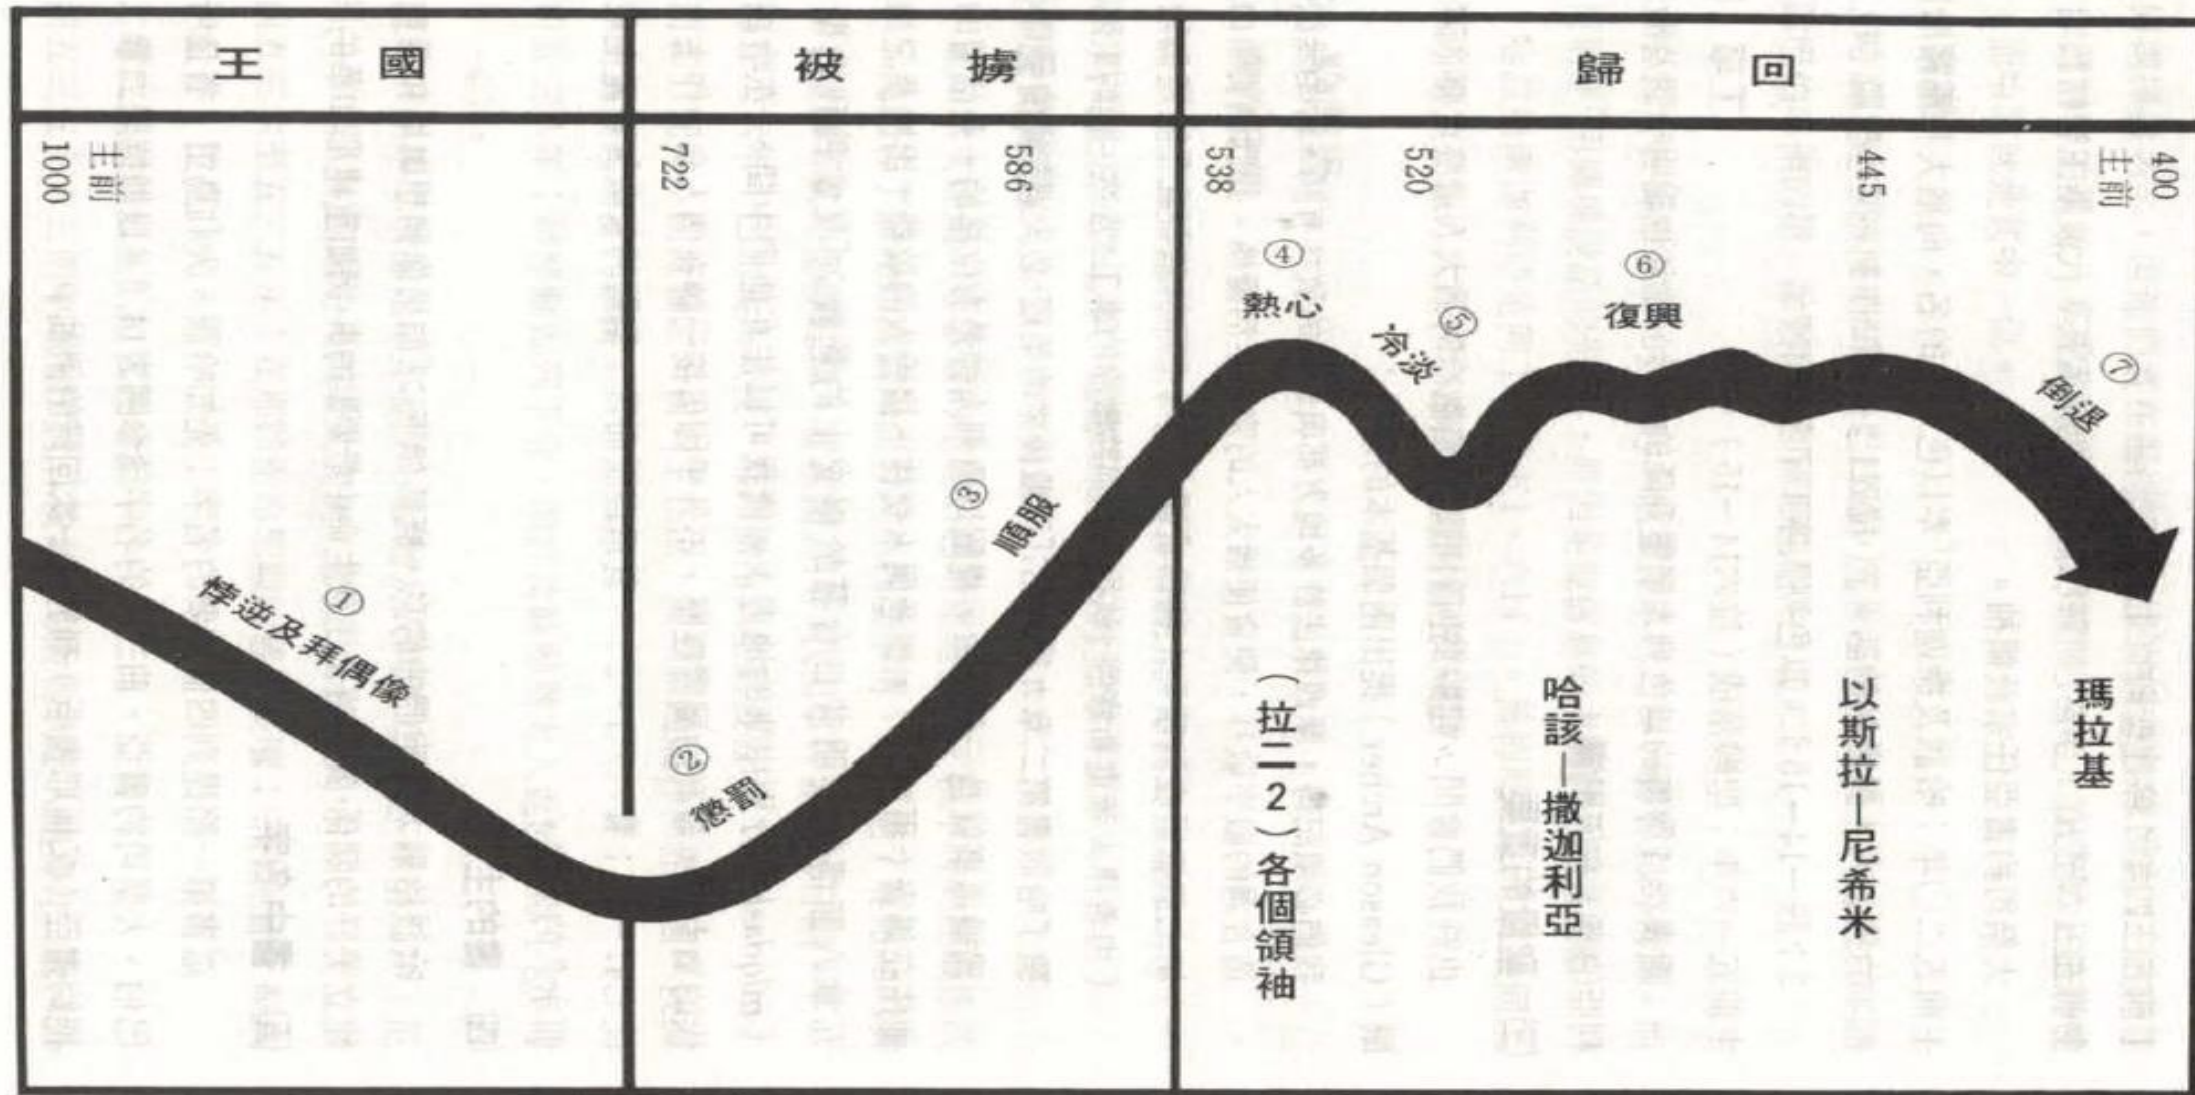 王國
被擄
歸回
主前
1000
722
586
538
520
445
400
主前
①
悖逆及拜偶像
②
懲罰
③
順服
④
熱心
⑤
冷淡
⑥
復興
⑦
倒退
(拉二2)各個領袖
哈該—撒迦利亞
以斯拉—尼希米
瑪拉基